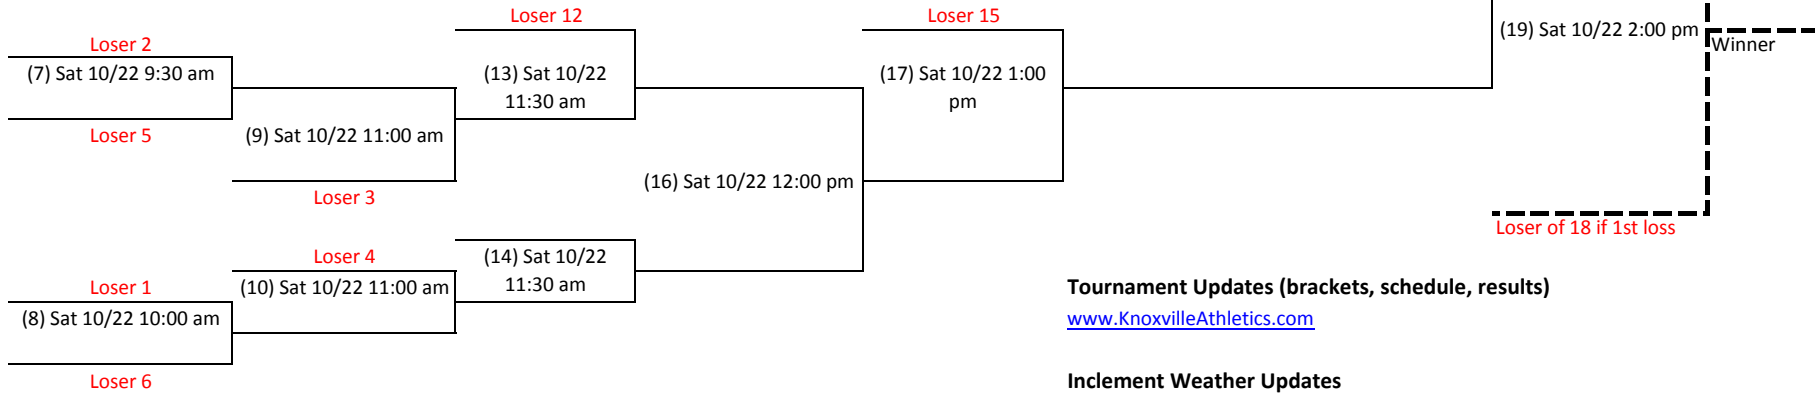 Loser 12
Loser 15
(19) Sat 10/22 2:00 pm
Winner
Loser 2
(7) Sat 10/22 9:30 am
(13) Sat 10/22
11:30 am
(17) Sat 10/22 1:00
pm
Loser 5
(9) Sat 10/22 11:00 am
(16) Sat 10/22 12:00 pm
Loser 3
Loser of 18 if 1st loss
Loser 4
(14) Sat 10/22
11:30 am
Loser 1
(10) Sat 10/22 11:00 am
Tournament Updates (brackets, schedule, results)
(8) Sat 10/22 10:00 am
www.KnoxvilleAthletics.com
Loser 6
Inclement Weather Updates